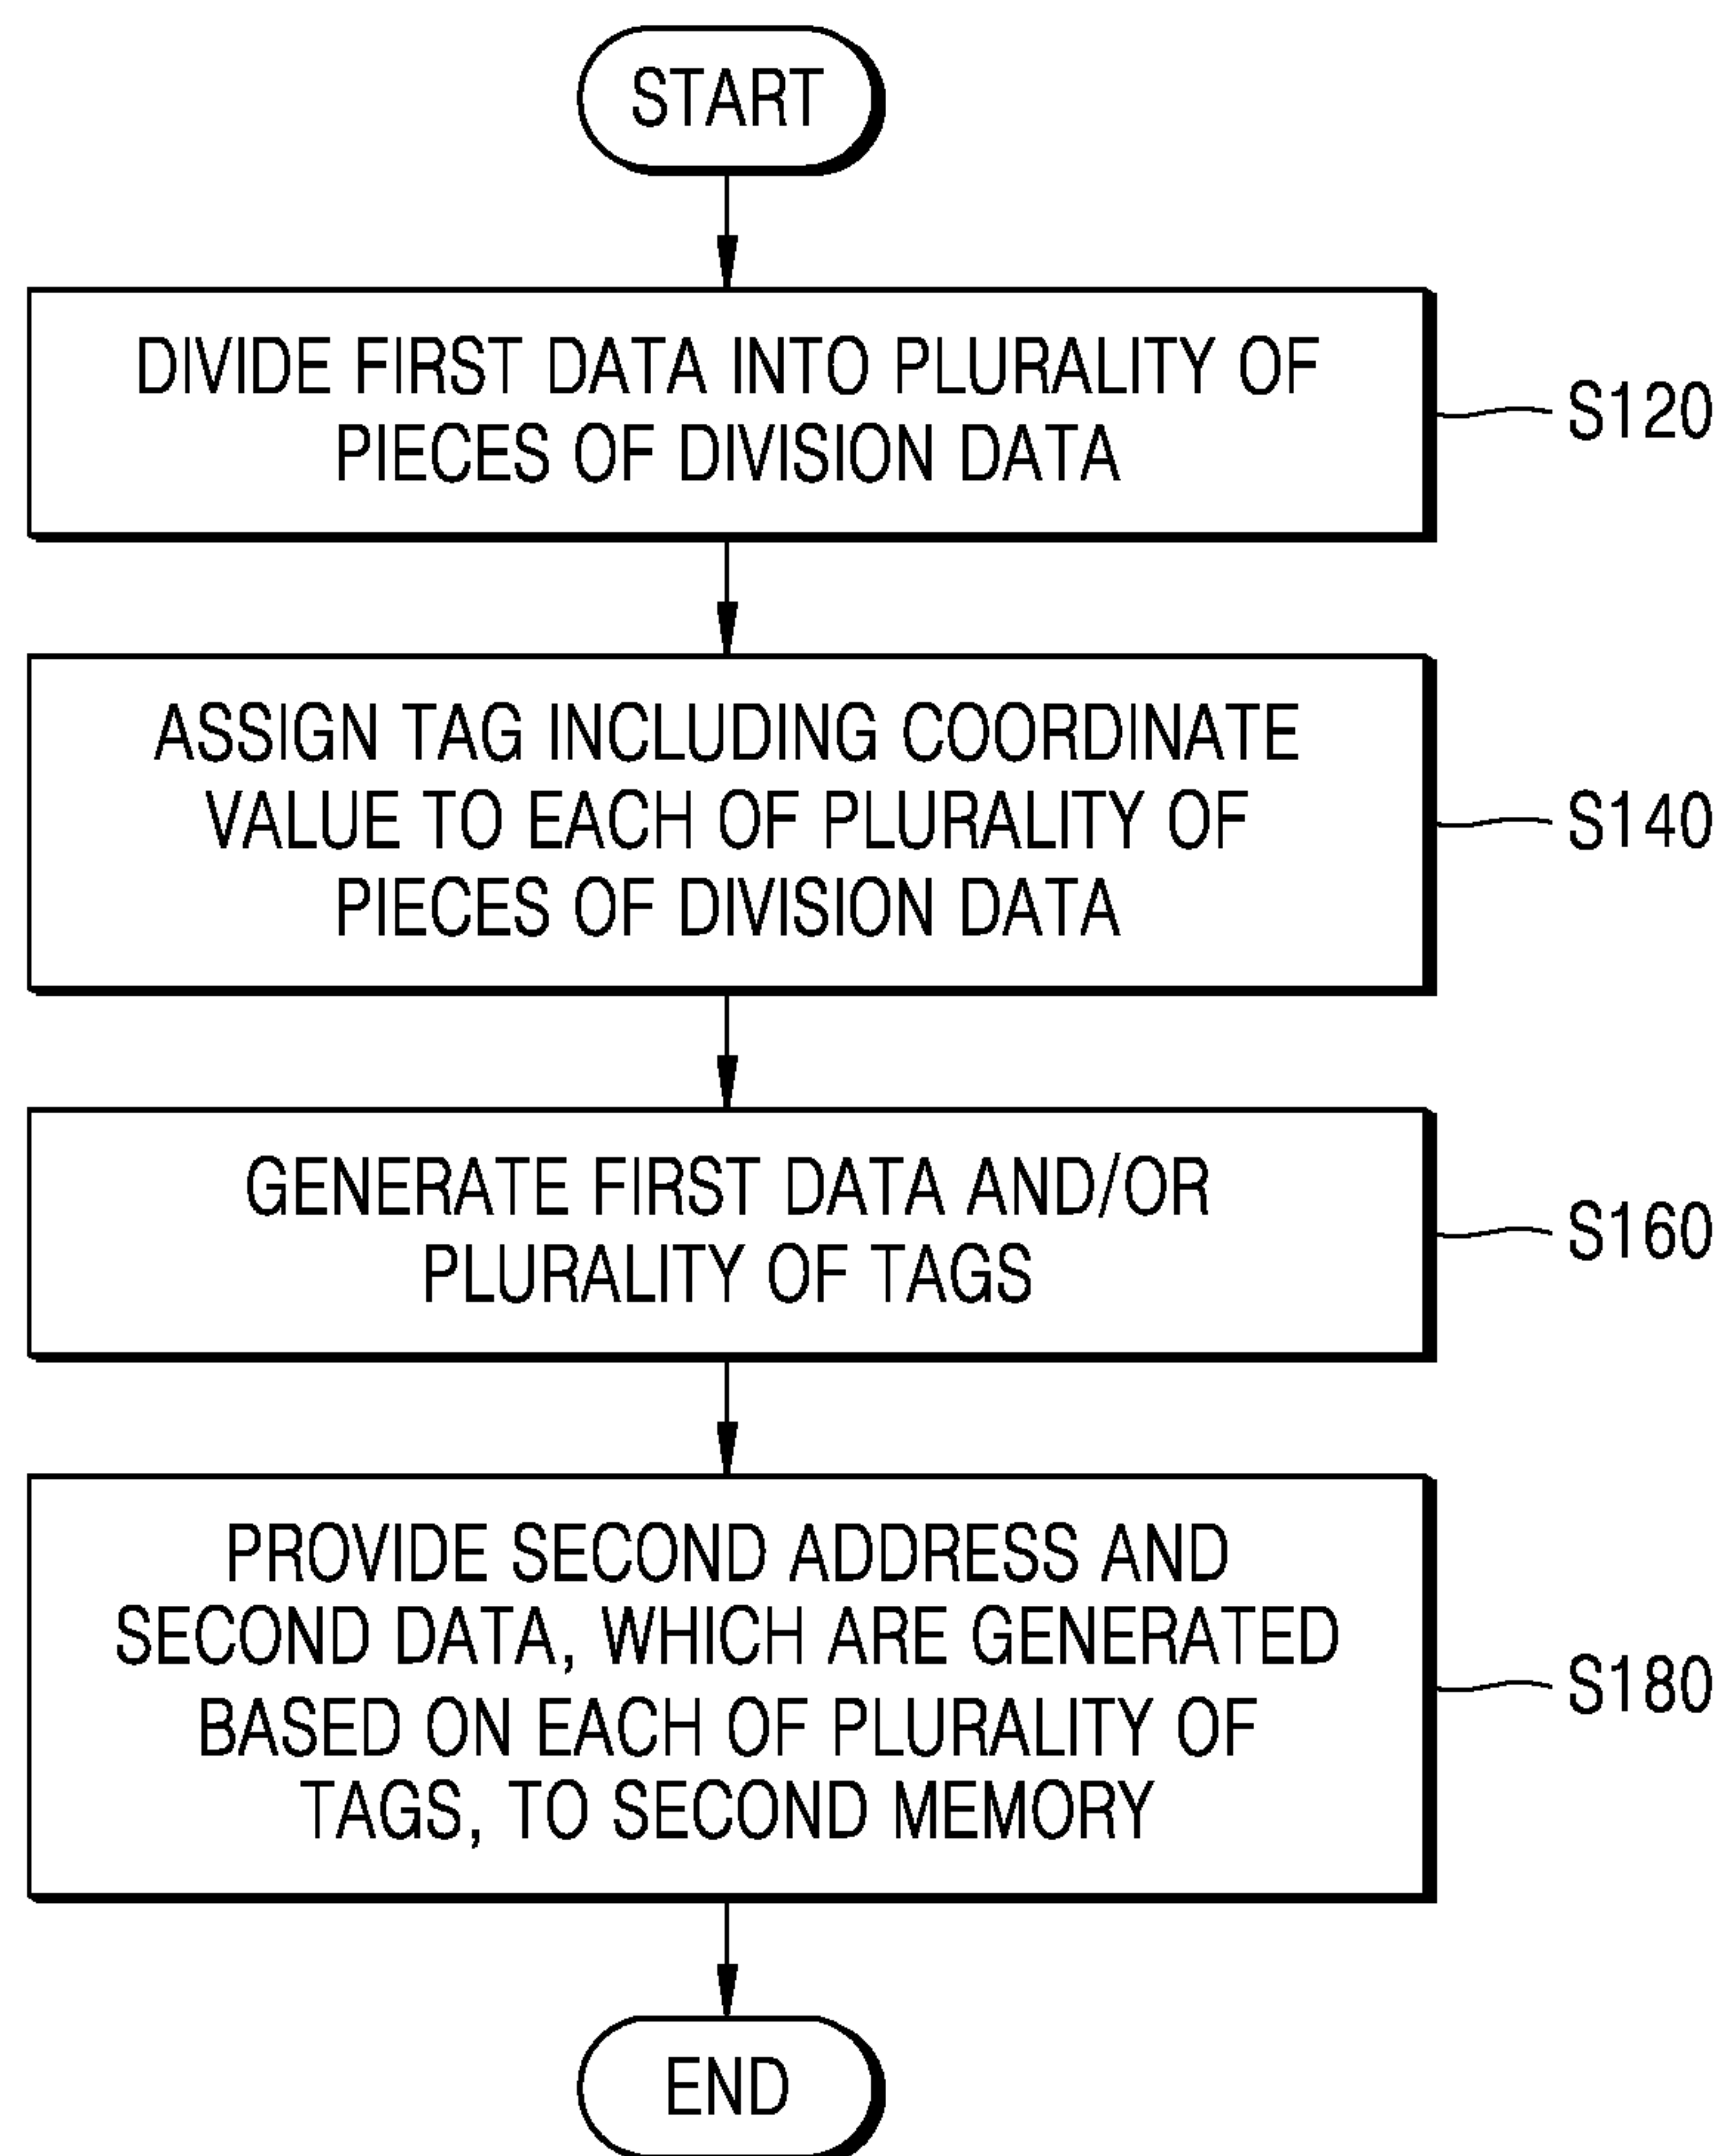 START
DIVIDE FIRST DATA INTO PLURALITY OF
PIECES OF DIVISION DATA
S120
ASSIGN TAG INCLUDING COORDINATE
VALUE TO EACH OF PLURALITY OF
PIECES OF DIVISION DATA
S140
GENERATE FIRST DATA AND/OR
PLURALITY OF TAGS
S160
PROVIDE SECOND ADDRESS AND
SECOND DATA, WHICH ARE GENERATED
BASED ON EACH OF PLURALITY OF
TAGS, TO SECOND MEMORY
S180
END